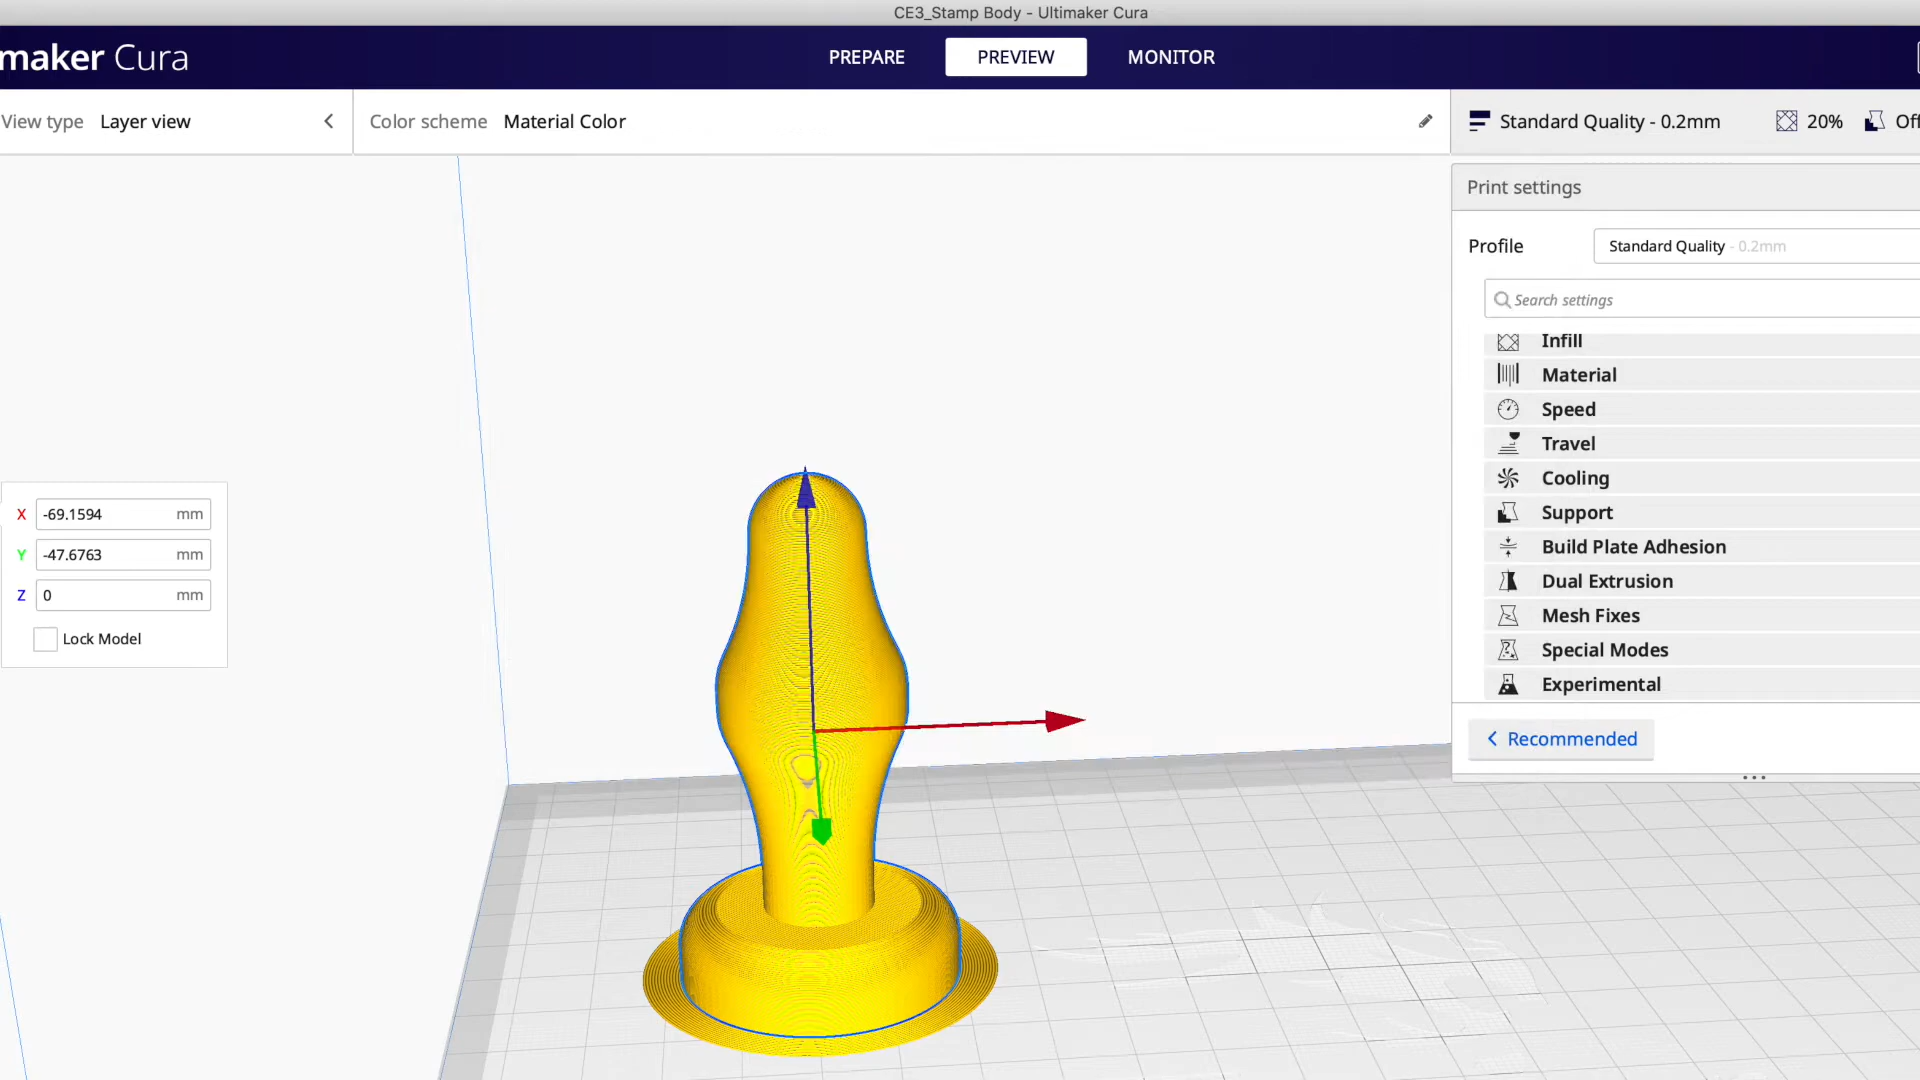 CE3_Stamp Body - Ultimaker Cura
maker Cura
PREPARE
PREVIEW
MONITOR
View type Layer view
Color scheme Material Color
Standard Quality - 0.2mm
20%
Off
Print settings
Profile
Standard Quality - 0.2mm
Search settings
Infill
Material
Speed
Travel
Cooling
Support
Build Plate Adhesion
Dual Extrusion
Mesh Fixes
Special Modes
Experimental
Recommended
X -69.1594 mm
Y -47.6763 mm
Z 0 mm
Lock Model